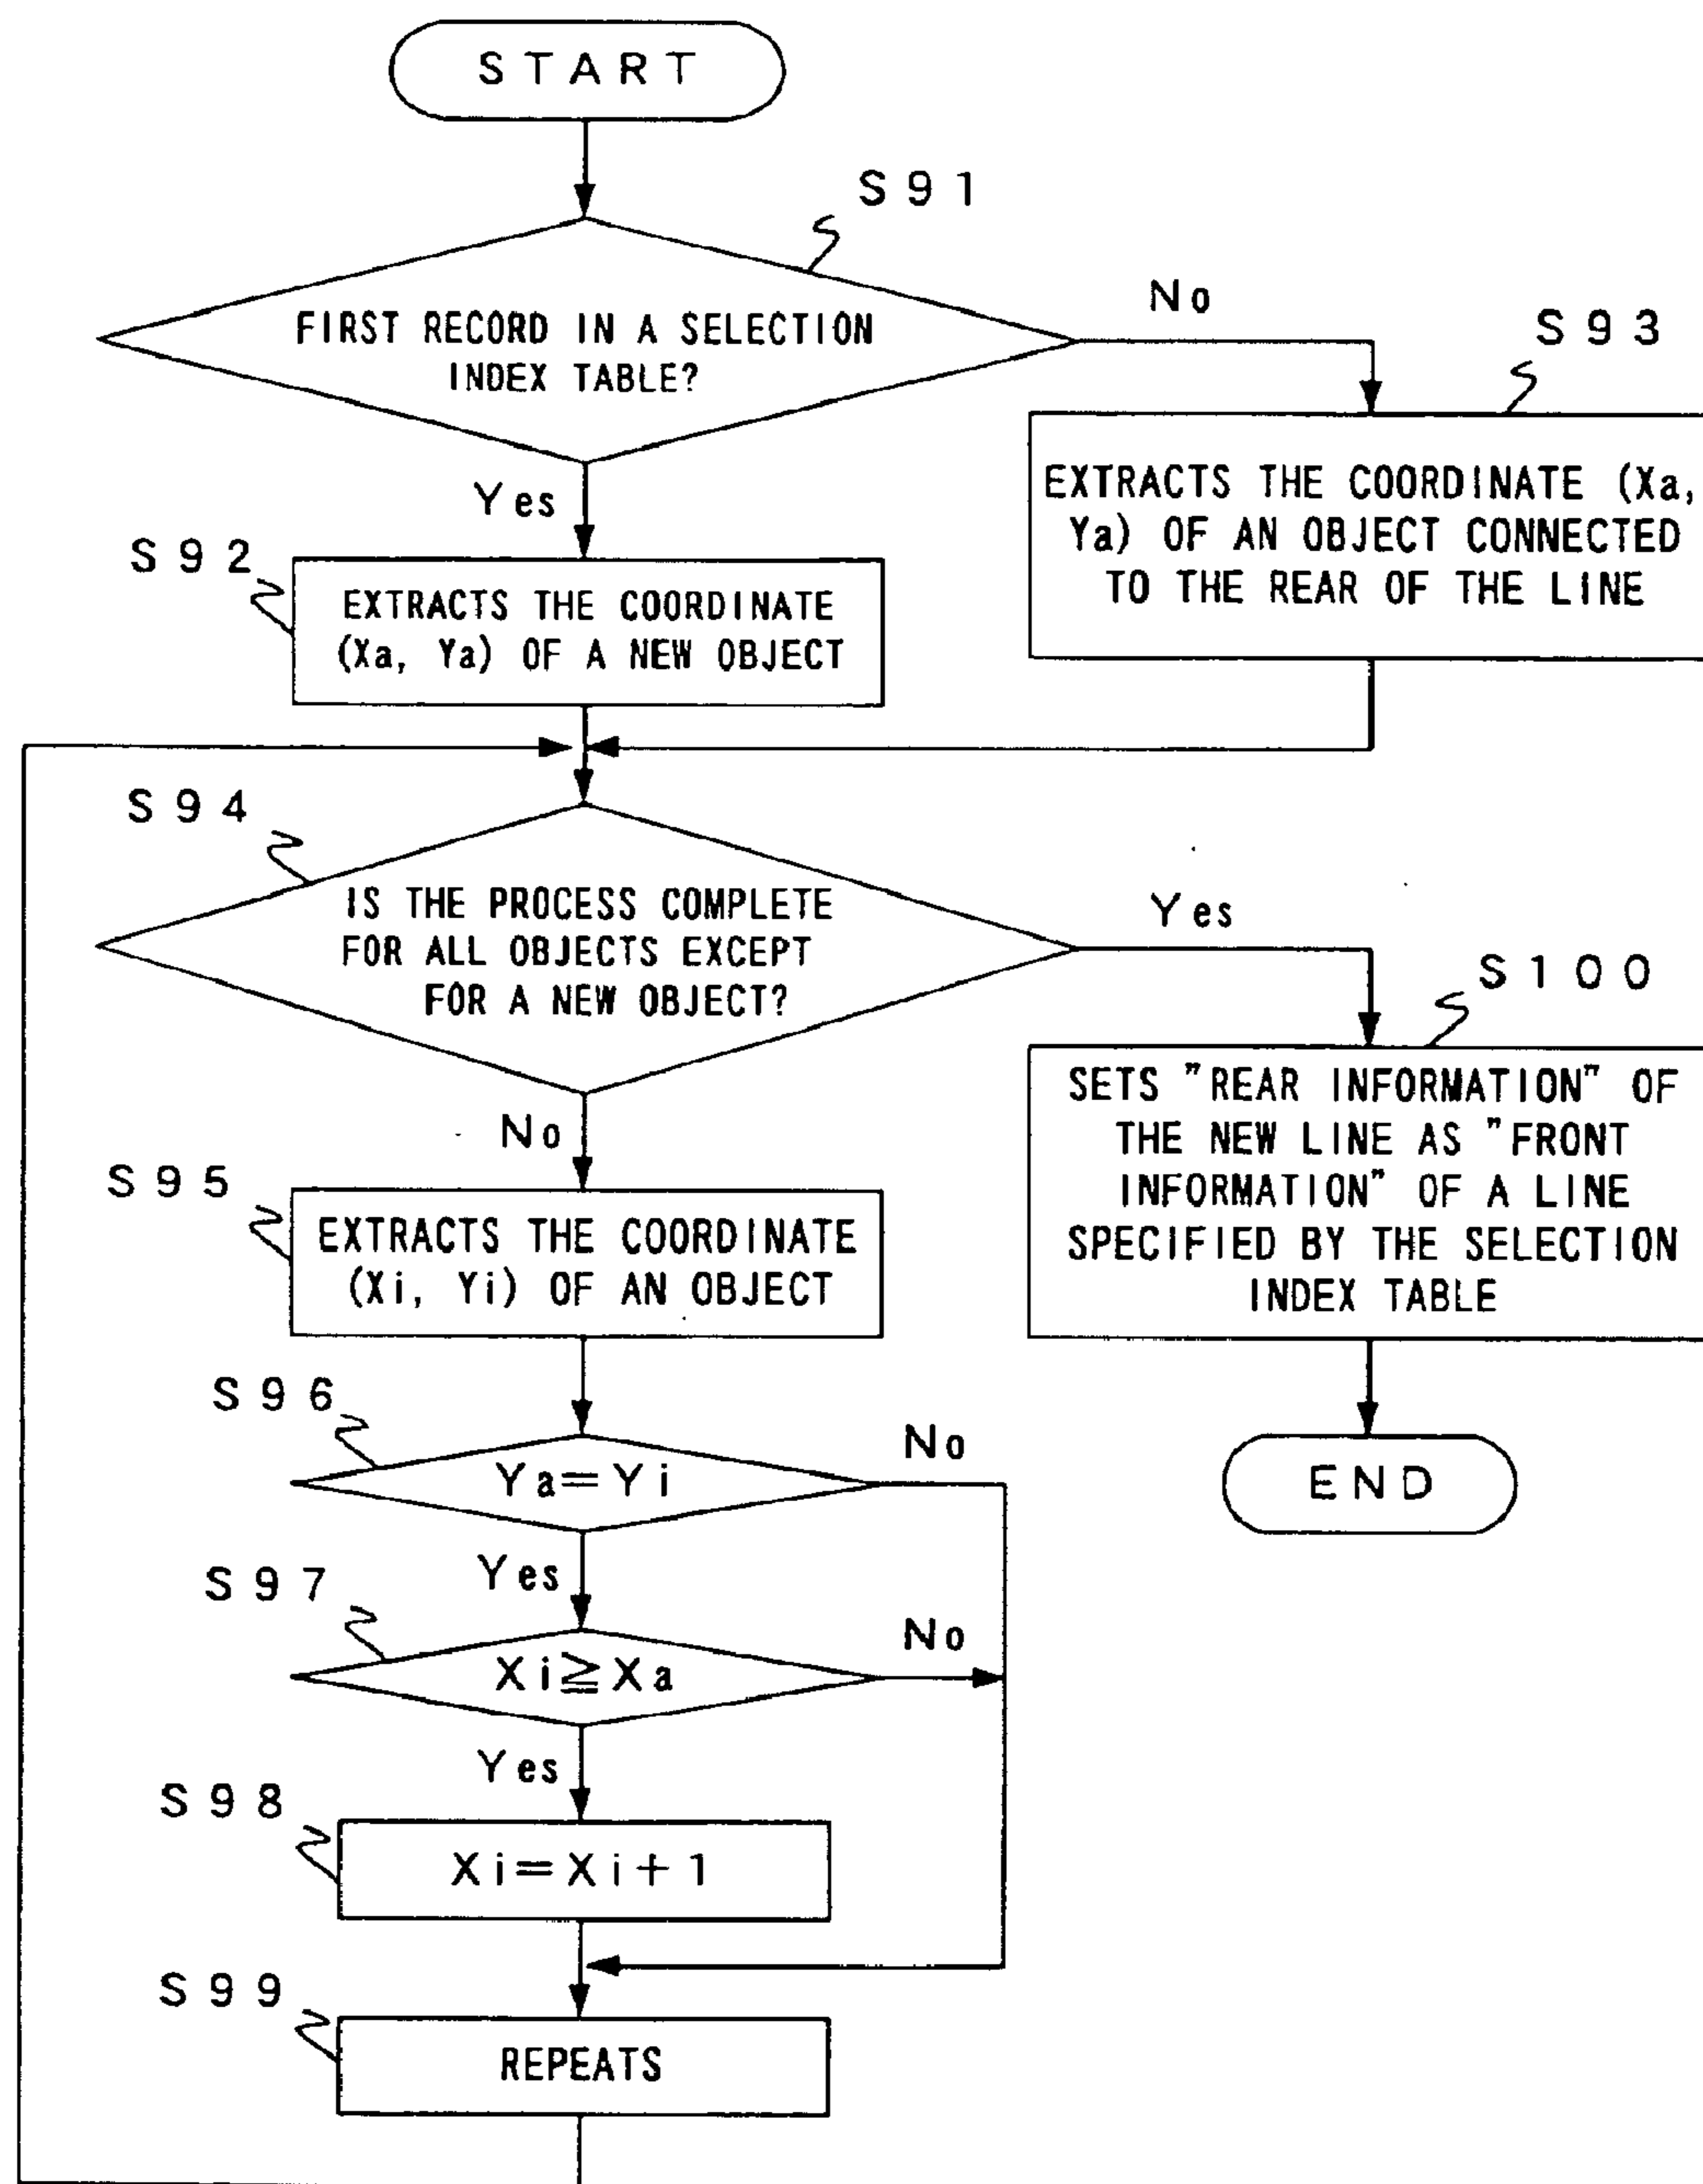 START
S91
FIRST RECORD IN A SELECTION
INDEX TABLE?
No
S93
EXTRACTS THE COORDINATE (Xa,
Ya) OF AN OBJECT CONNECTED
TO THE REAR OF THE LINE
Yes
S92
EXTRACTS THE COORDINATE
(Xa, Ya) OF A NEW OBJECT
S94
IS THE PROCESS COMPLETE
FOR ALL OBJECTS EXCEPT
FOR A NEW OBJECT?
Yes
S100
SETS "REAR INFORMATION" OF
THE NEW LINE AS "FRONT
INFORMATION" OF A LINE
SPECIFIED BY THE SELECTION
INDEX TABLE
No
S95
EXTRACTS THE COORDINATE
(Xi, Yi) OF AN OBJECT
S96
Ya=Yi
No
END
Yes
S97
Xi≧Xa
No
Yes
S98
Xi=Xi+1
S99
REPEATS